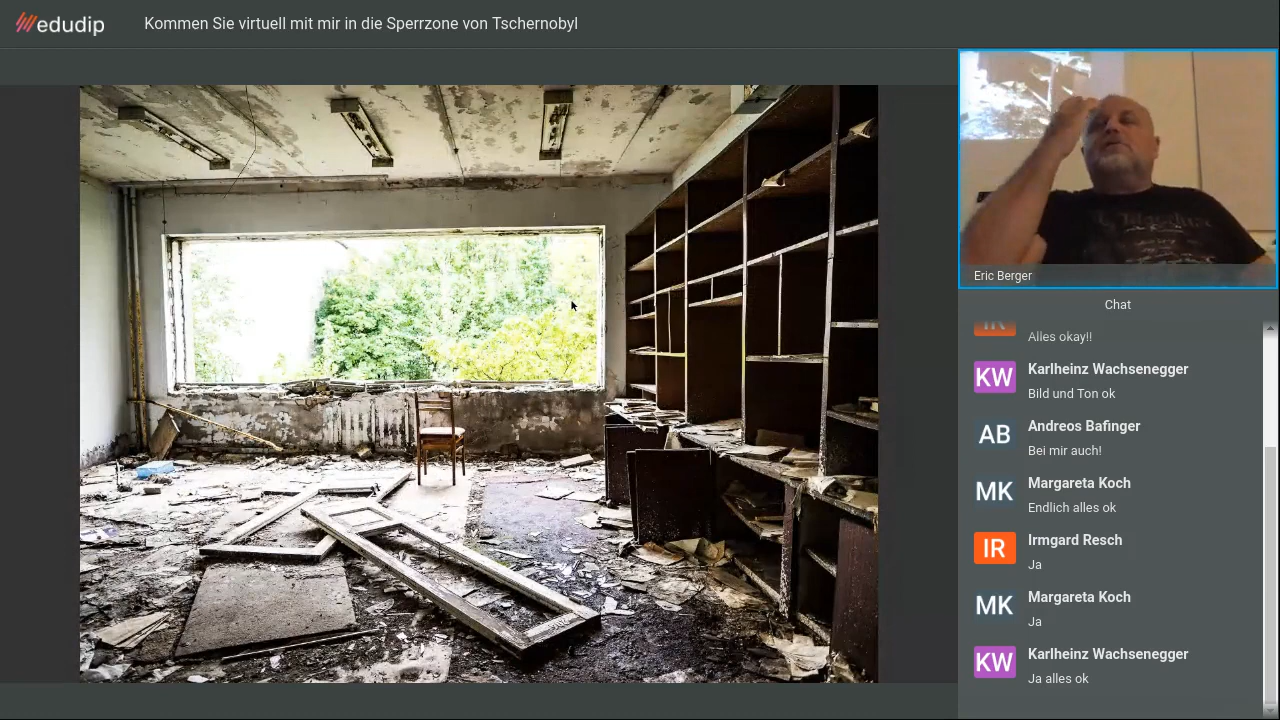 edudip
Kommen Sie virtuell mit mir in die Sperrzone von Tschernobyl
Eric Berger
Chat
IR
Alles okay!!
KW
Karlheinz Wachsenegger
Bild und Ton ok
AB
Andreos Bafinger
Bei mir auch!
MK
Margareta Koch
Endlich alles ok
IR
Irmgard Resch
Ja
MK
Margareta Koch
Ja
KW
Karlheinz Wachsenegger
Ja alles ok